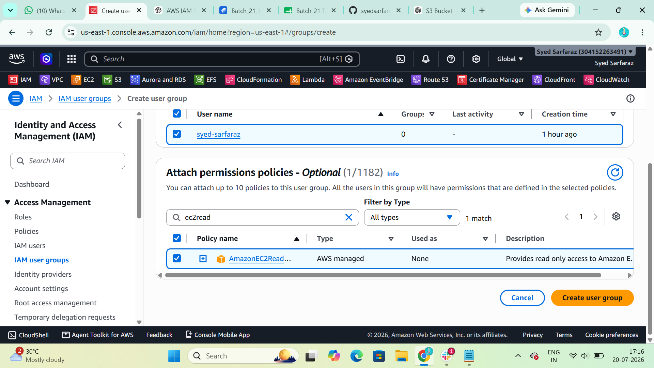 (10) Wha
Create use
AWS IAM
Batch_21
Batch 21
syedsarfar
S3 Bucket
Ask Gemini
us-east-1.console.aws.amazon.com/iam/home?region=us-east-1#/groups/create
aws
Search
[Alt+S]
Global
Syed Sarfaraz (304152263491)
Syed Sarfaraz
IAM
VPC
EC2
S3
Aurora and RDS
EFS
CloudFormation
Lambda
Amazon EventBridge
Route 53
Certificate Manager
CloudFront
CloudWatch
IAM > IAM user groups > Create user group
Identity and Access Management (IAM)
Search IAM
Dashboard
Access Management
Roles
Policies
IAM users
IAM user groups
Identity providers
Account settings
Root access management
Temporary delegation requests
User name
Groups
Last activity
Creation time
syed-sarfaraz
0
-
1 hour ago
Attach permissions policies - Optional (1/1182) Info
You can attach up to 10 policies to this user group. All the users in this group will have permissions that are defined in the selected policies.
Filter by Type
ec2read
All types
1 match
1
Policy name
Type
Used as
Description
AmazonEC2Read...
AWS managed
None
Provides read only access to Amazon E.
Cancel
Create user group
CloudShell
Agent Toolkit for AWS
Feedback
Console Mobile App
© 2026, Amazon Web Services, Inc. or its affiliates.
Privacy
Terms
Cookie preferences
30°C
Mostly cloudy
Search
ENG
IN
17:16
20-07-2026